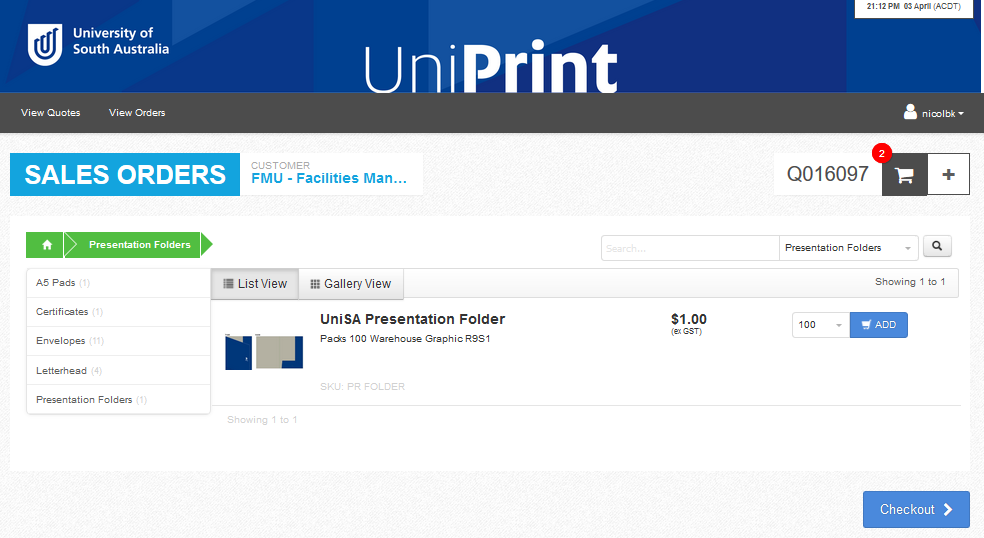 21:12 PM 03 April (ACDT)
University of
South Australia
UniPrint
View Quotes
View Orders
nicolbk
SALES ORDERS
CUSTOMER
FMU - Facilities Man...
Q016097
2
+
Presentation Folders
Search...
Presentation Folders
A5 Pads (1)
Certificates (1)
Envelopes (11)
Letterhead (4)
Presentation Folders (1)
List View
Gallery View
Showing 1 to 1
UniSA Presentation Folder
Packs 100 Warehouse Graphic R9S1
SKU: PR FOLDER
$1.00
(ex GST)
100
ADD
Showing 1 to 1
Checkout